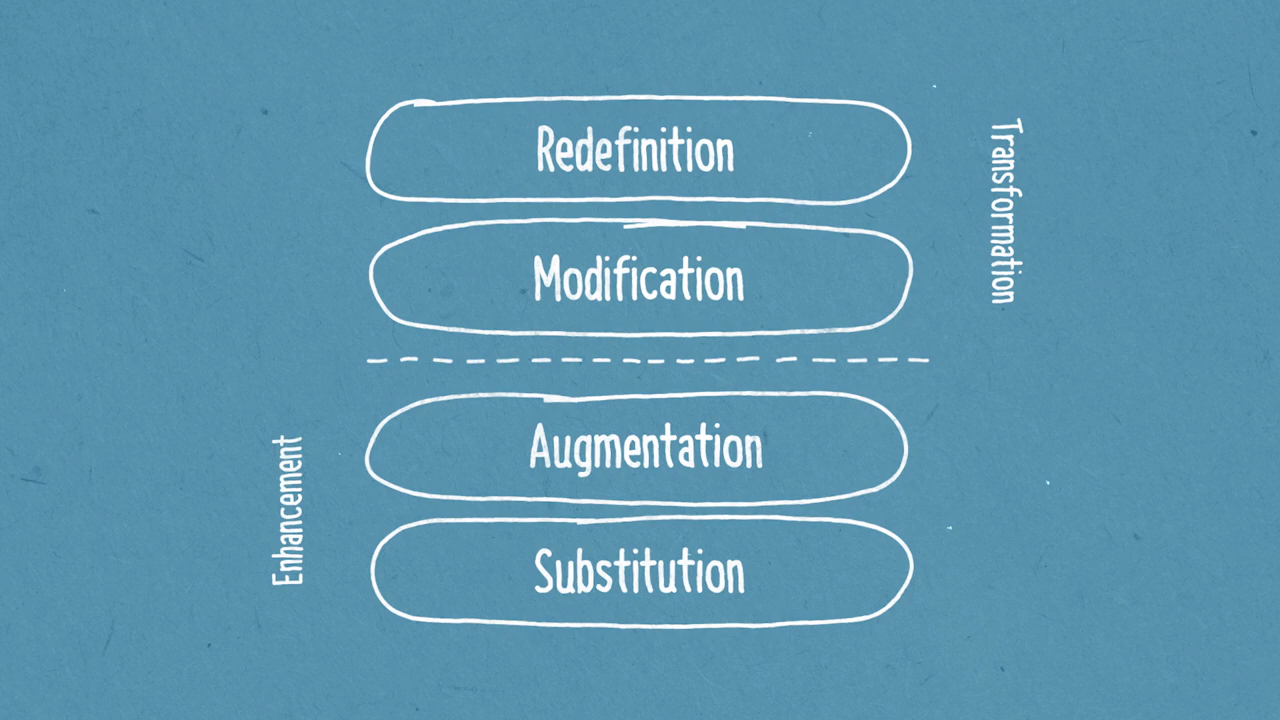 Redefinition
Transformation
Modification
Augmentation
Enhancement
Substitution